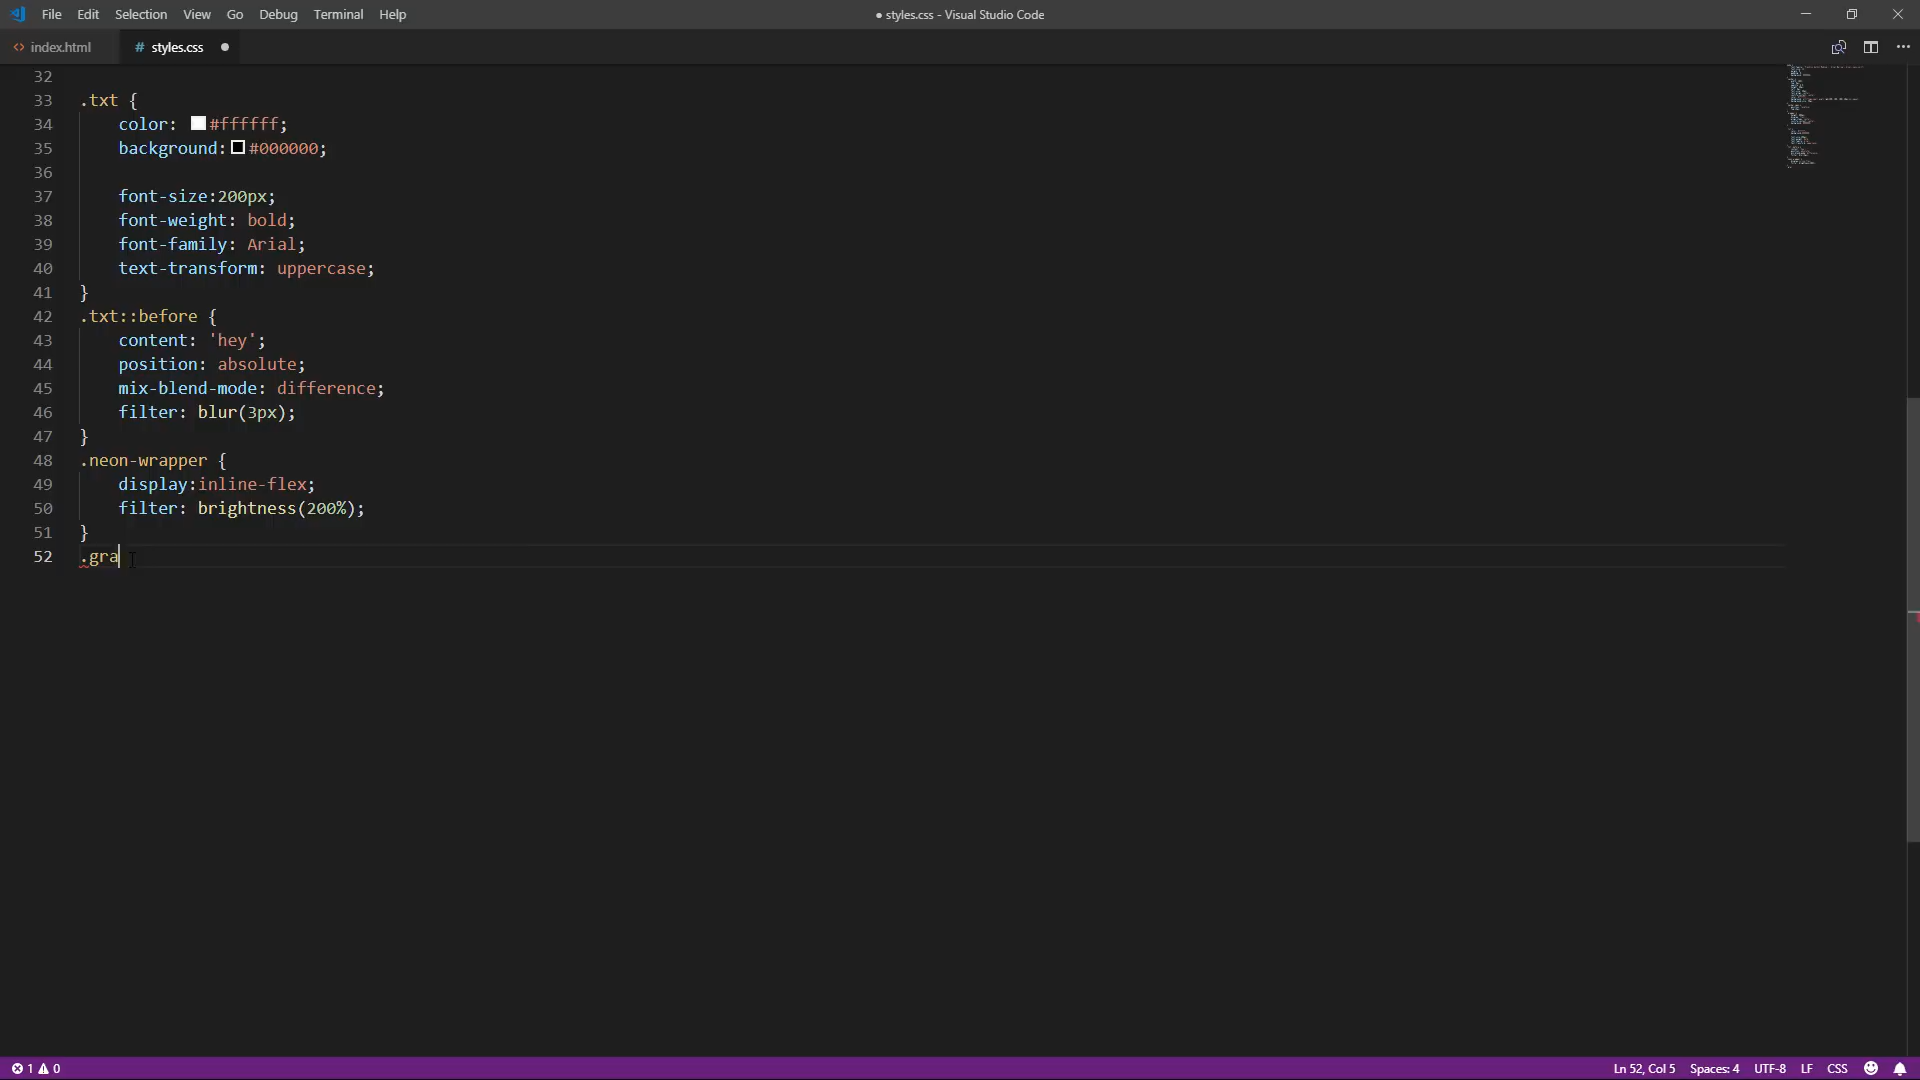 File Edit Selection View Go Debug Terminal Help
● styles.css - Visual Studio Code
<> index.html
# styles.css ●
32
33 .txt {
34 color: #ffffff;
35 background: #000000;
36
37 font-size:200px;
38 font-weight: bold;
39 font-family: Arial;
40 text-transform: uppercase;
41 }
42 .txt::before {
43 content: 'hey';
44 position: absolute;
45 mix-blend-mode: difference;
46 filter: blur(3px);
47 }
48 .neon-wrapper {
49 display:inline-flex;
50 filter: brightness(200%);
51 }
52 .gra
1 0
Ln 52, Col 5 Spaces: 4 UTF-8 LF CSS